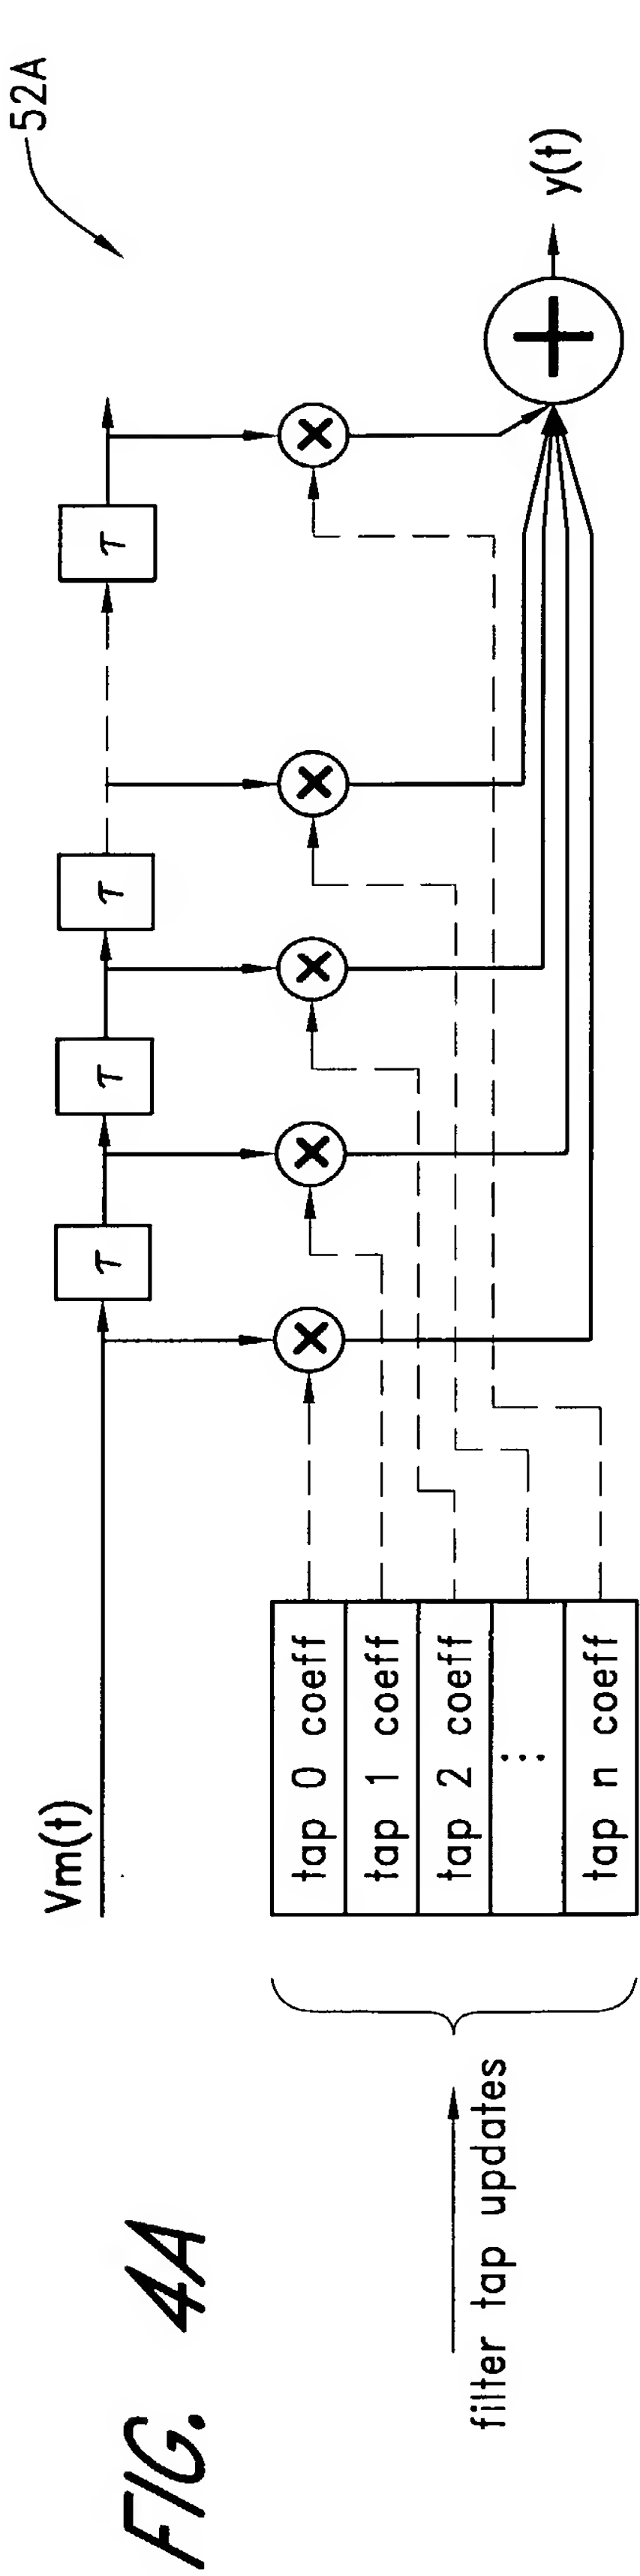 FIG. 4A
52A
Vm(t)
τ
τ
τ
τ
×
×
×
×
×
+
y(t)
tap 0 coeff
tap 1 coeff
tap 2 coeff
⋮
tap n coeff
filter tap updates